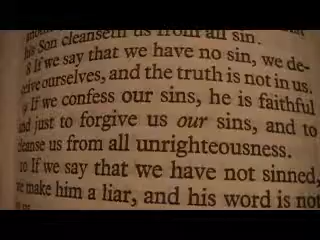 his Son cleanseth us from all sin.
8 If we say that we have no sin, we de-
ceive ourselves, and the truth is not in us.
9 If we confess our sins, he is faithful
and just to forgive us our sins, and to
cleanse us from all unrighteousness.
10 If we say that we have not sinned,
we make him a liar, and his word is not